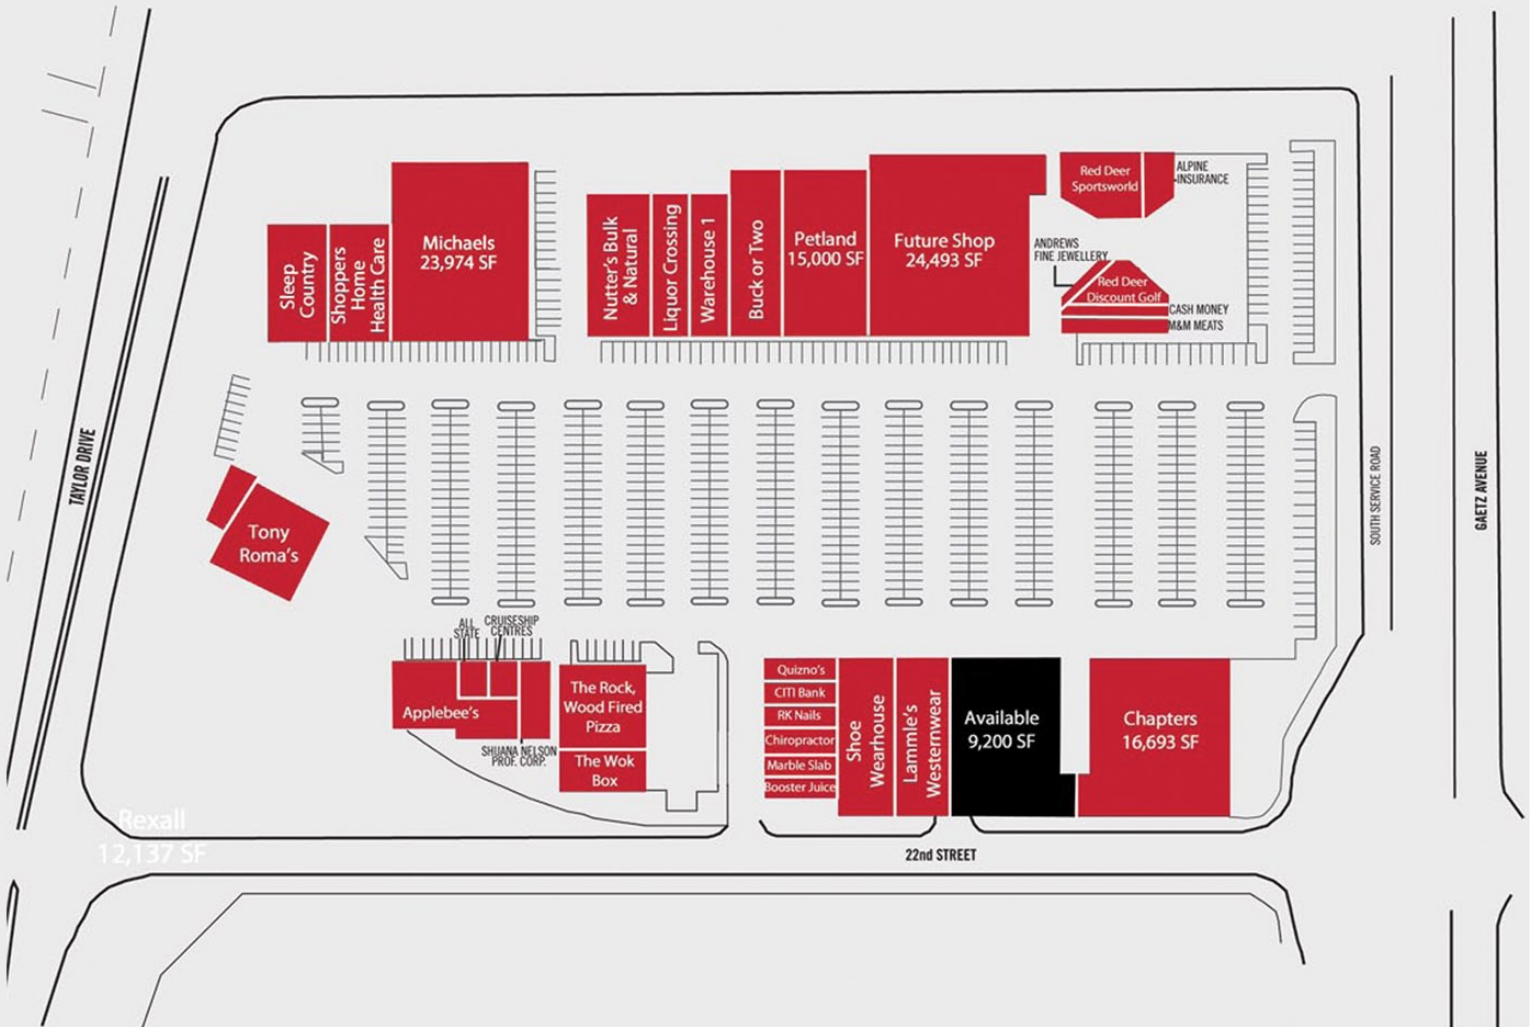 Michaels
23,974 SF
Sleep
Country
Shoppers
Home
Health Care
Nutter's Bulk
& Natural
Liquor Crossing
Warehouse 1
Buck or Two
Petland
15,000 SF
Future Shop
24,493 SF
Red Deer
Sportsworld
ALPINE
INSURANCE
ANDREWS
FINE JEWELLERY
Red Deer
Discount Golf
CASH MONEY
M&M MEATS
TAYLOR DRIVE
Tony
Roma's
SOUTH SERVICE ROAD
GAETZ AVENUE
ALL
STATE
CRUISESHIP
CENTRES
Applebee's
SHUANA NELSON
PROF. CORP.
The Rock,
Wood Fired
Pizza
The Wok
Box
Quizno's
CITI Bank
RK Nails
Chiropractor
Marble Slab
Booster Juice
Shoe
Wearhouse
Lammle's
Westernwear
Available
9,200 SF
Chapters
16,693 SF
Rexall
12,137 SF
22nd STREET